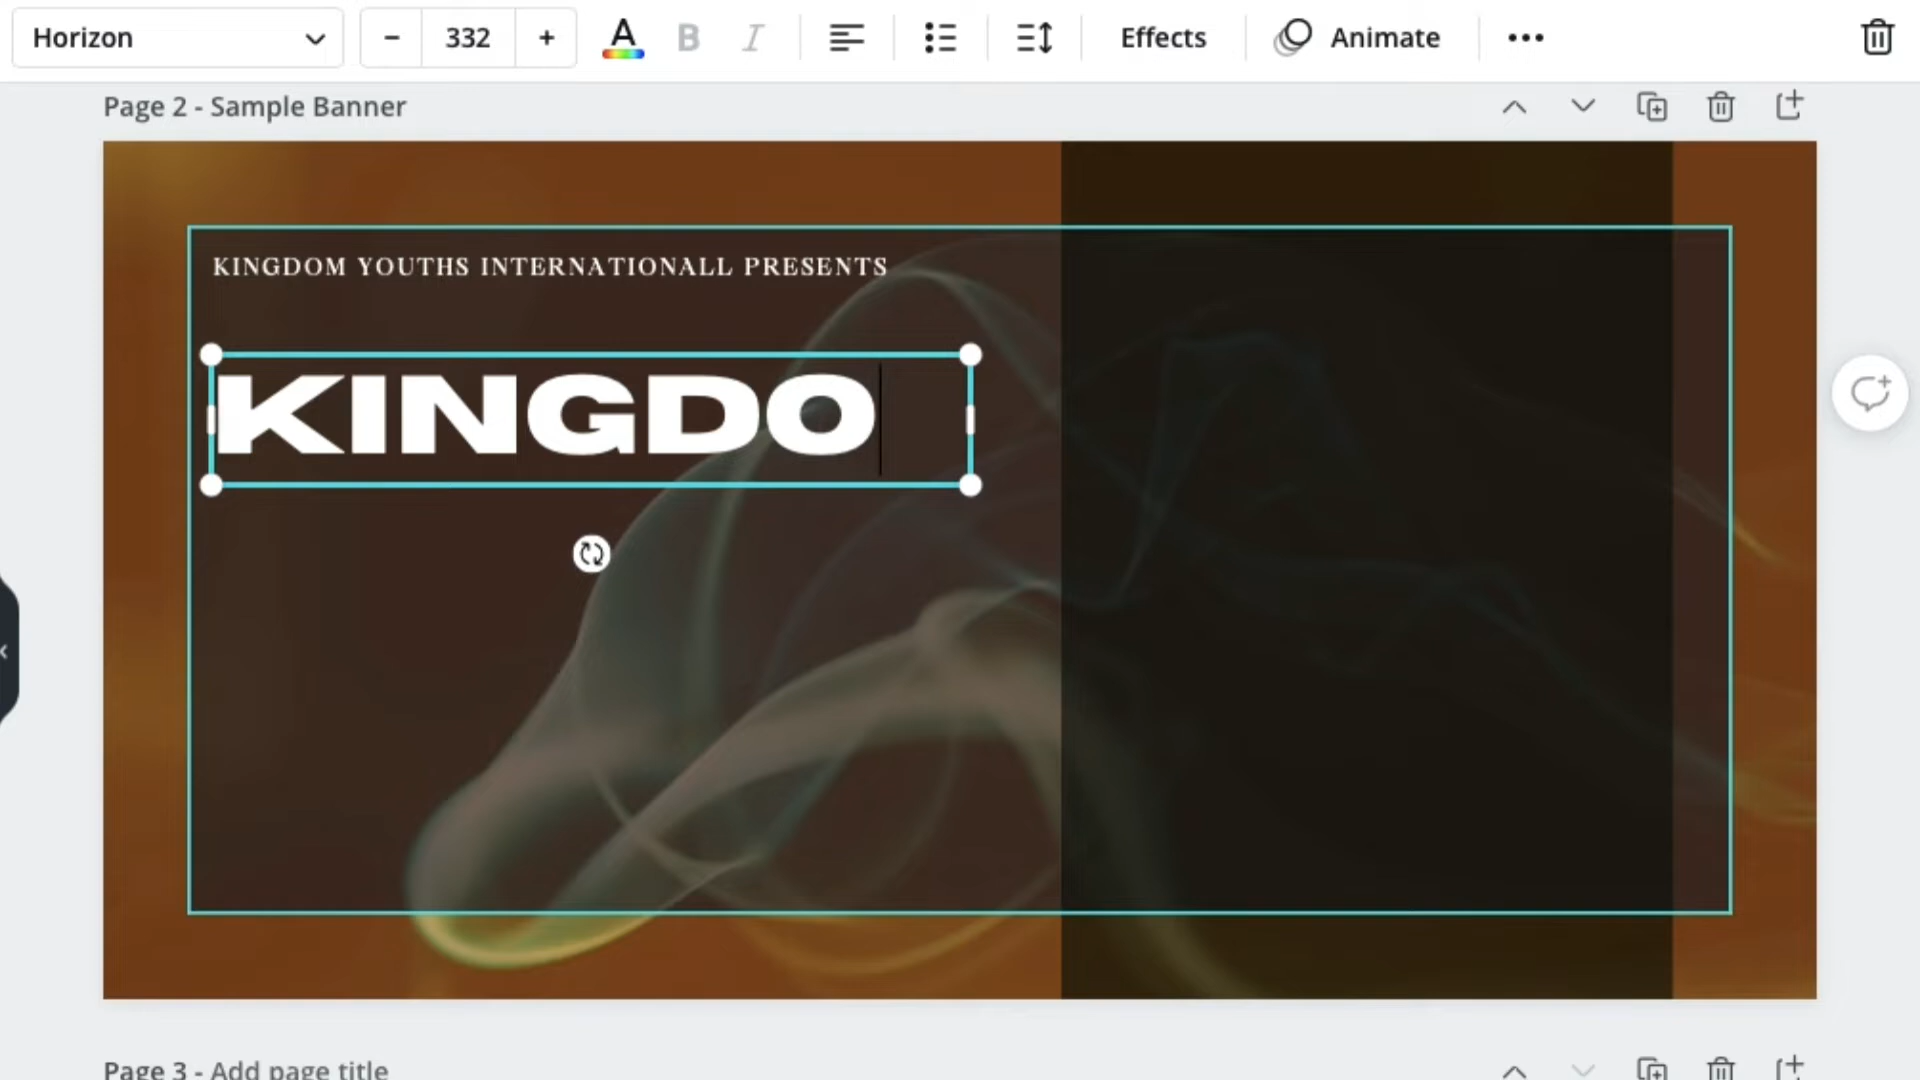 Horizon
− 332 +
A B I Effects Animate
Page 2 - Sample Banner
KINGDOM YOUTHS INTERNATIONALL PRESENTS
KINGDO
Page 3 - Add page title